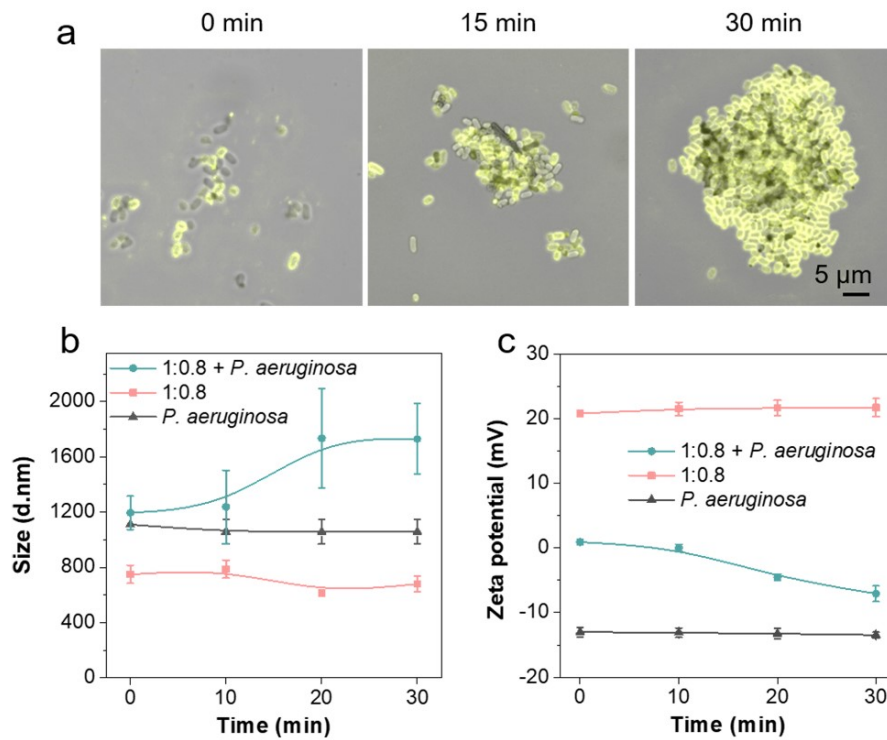 a
0 min 15 min 30 min
5 μm
b
1:0.8 + P. aeruginosa
1:0.8
P. aeruginosa
Size (d.nm)
2000
1600
1200
800
400
0
0 10 20 30
Time (min)
c
1:0.8 + P. aeruginosa
1:0.8
P. aeruginosa
Zeta potential (mV)
30
20
10
0
-10
-20
0 10 20 30
Time (min)